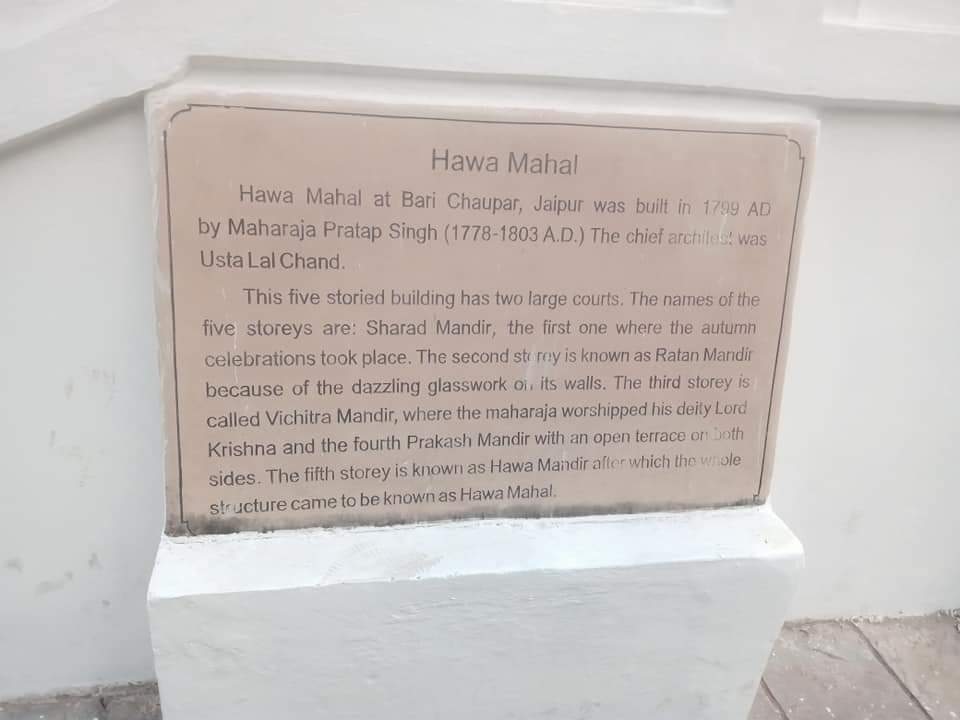 Hawa Mahal
Hawa Mahal at Bari Chaupar, Jaipur was built in 1799 AD
by Maharaja Pratap Singh (1778-1803 A.D.) The chief architect was
Usta Lal Chand.
This five storied building has two large courts. The names of the
five storeys are: Sharad Mandir, the first one where the autumn
celebrations took place. The second storey is known as Ratan Mandir
because of the dazzling glasswork on its walls. The third storey is
called Vichitra Mandir, where the maharaja worshipped his deity Lord
Krishna and the fourth Prakash Mandir with an open terrace on both
sides. The fifth storey is known as Hawa Mandir after which the whole
structure came to be known as Hawa Mahal.